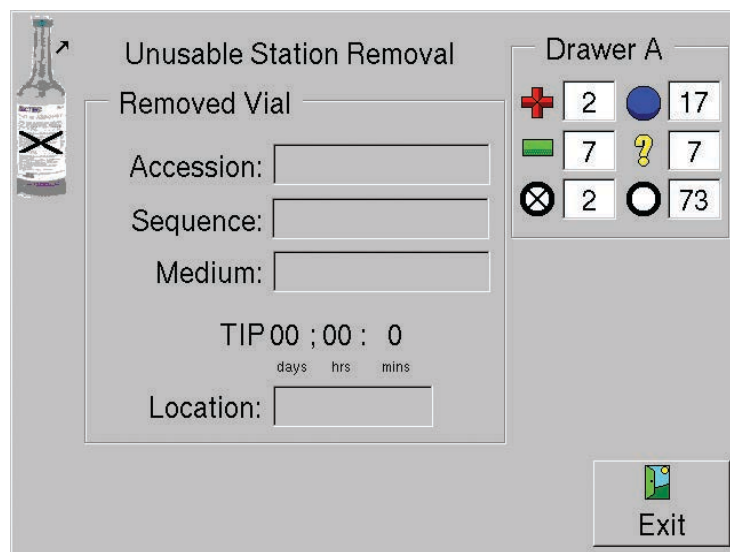 Unusable Station Removal
Removed Vial
Accession:
Sequence:
Medium:
TIP 00 ; 00 : 0
days hrs mins
Location:
Drawer A
2 17
7 7
2 73
Exit